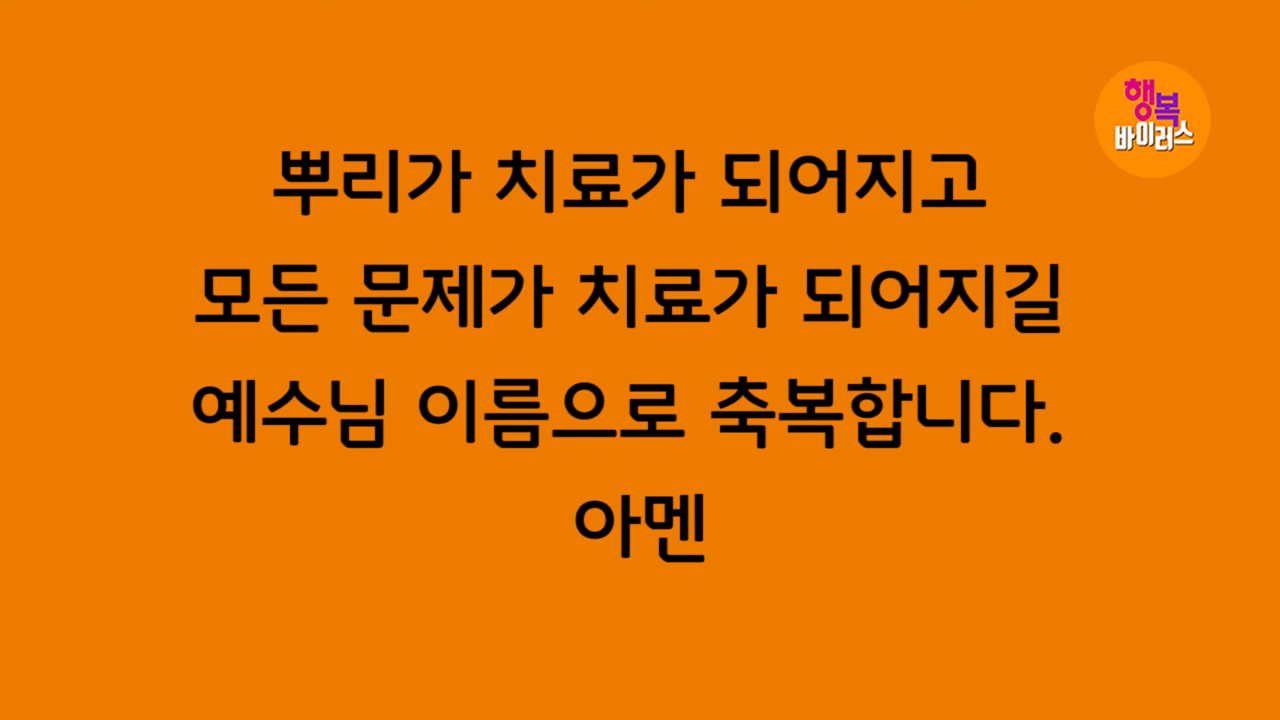 행복
바이러스
뿌리가 치료가 되어지고
모든 문제가 치료가 되어지길
예수님 이름으로 축복합니다.
아멘